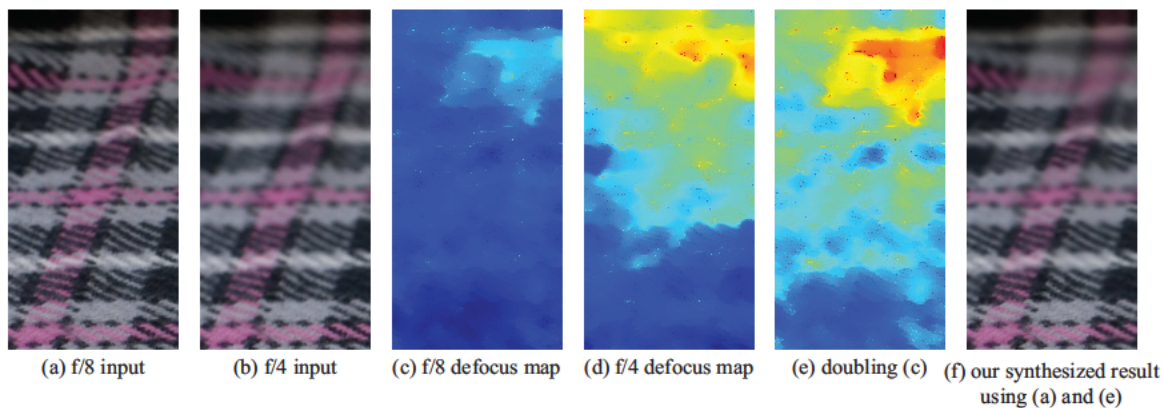 (a) f/8 input
(b) f/4 input
(c) f/8 defocus map
(d) f/4 defocus map
(e) doubling (c)
(f) our synthesized result
using (a) and (e)